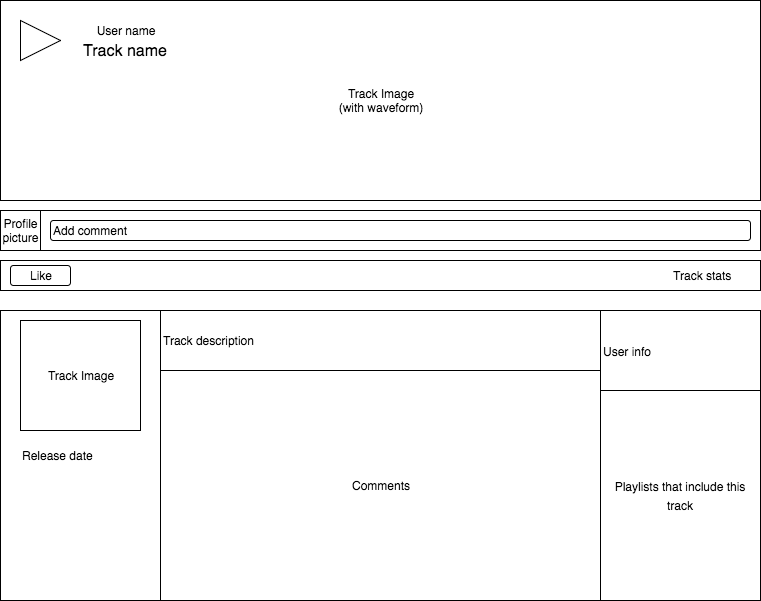 User name
Track name
Track Image
(with waveform)
Profile
picture
Add comment
Like
Track stats
Track Image
Release date
Track description
Comments
User info
Playlists that include this
track